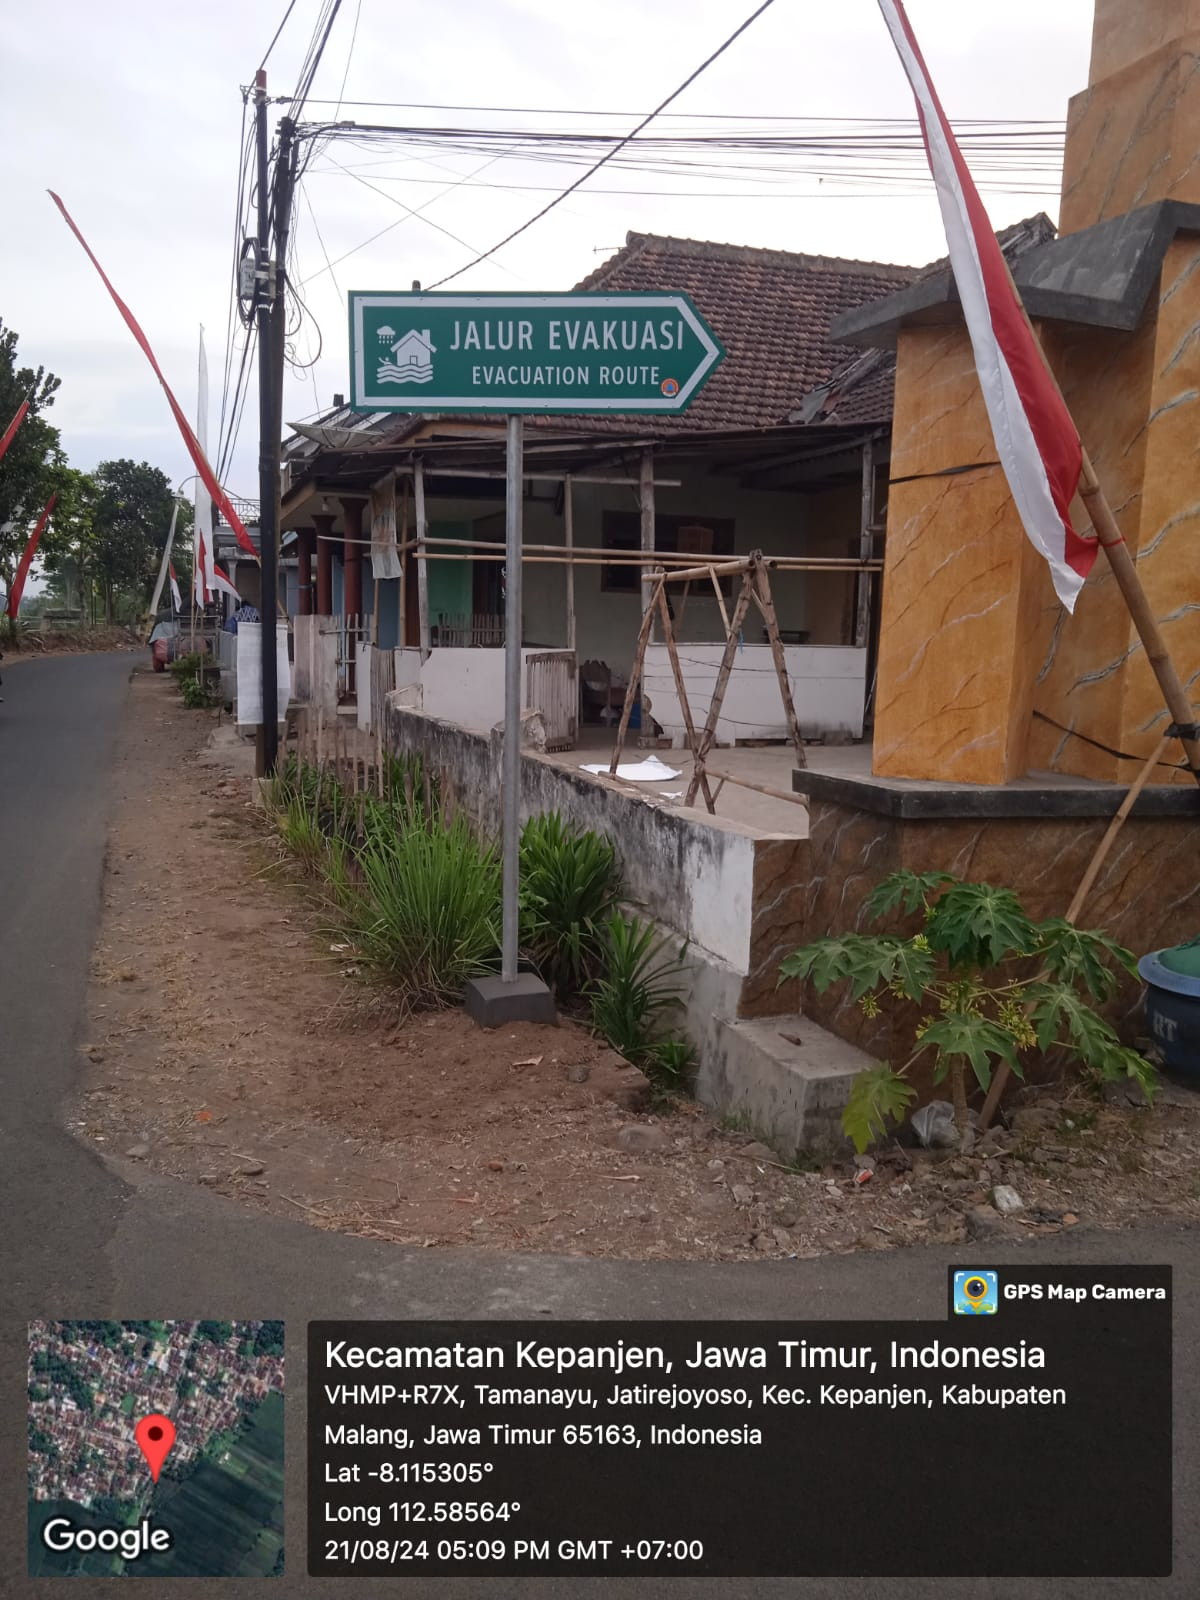 JALUR EVAKUASI
EVACUATION ROUTE
RT
GPS Map Camera
Kecamatan Kepanjen, Jawa Timur, Indonesia
VHMP+R7X, Tamanayu, Jatirejoyoso, Kec. Kepanjen, Kabupaten
Malang, Jawa Timur 65163, Indonesia
Lat -8.115305°
Long 112.58564°
21/08/24 05:09 PM GMT +07:00
Google